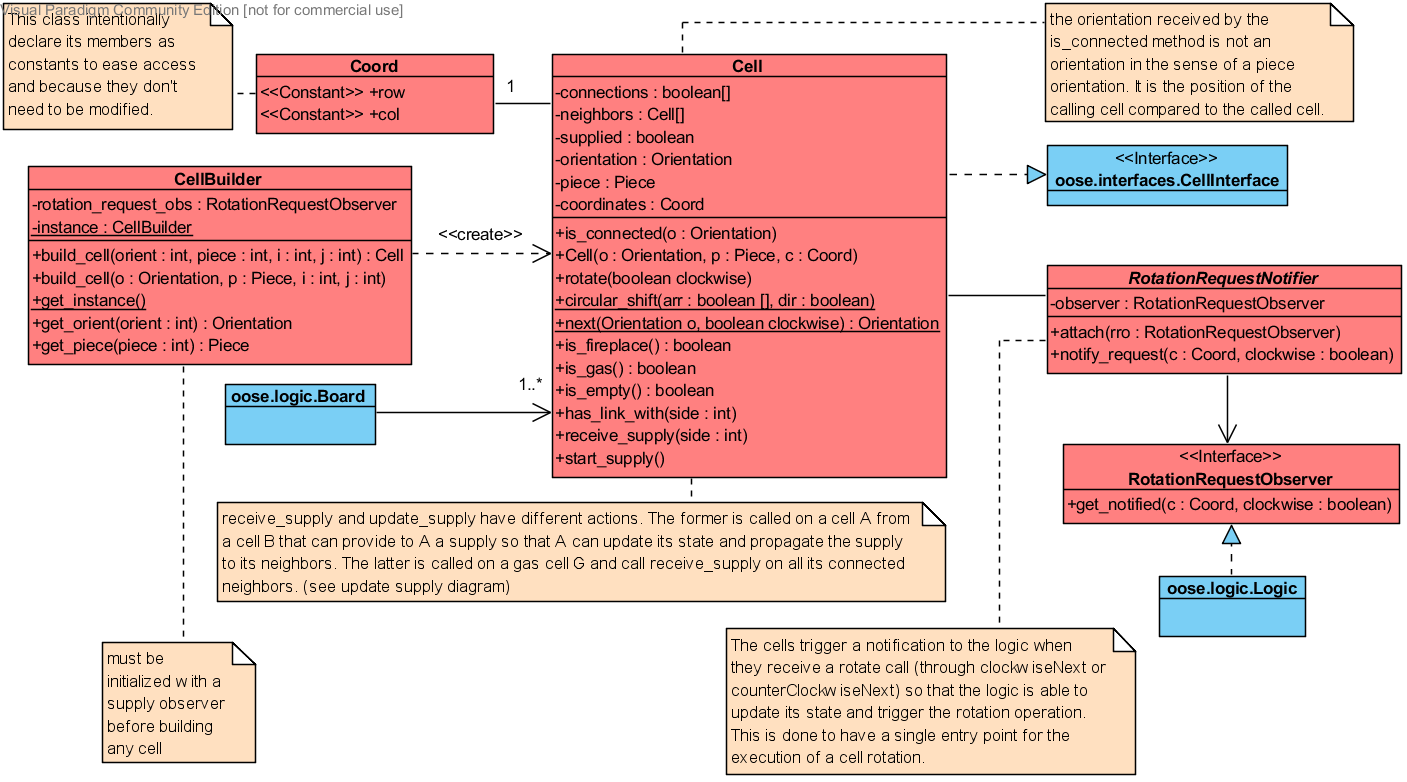 Visual Paradigm Community Edition [not for commercial use]
This class intentionally
declare its members as
constants to ease access
and because they don't
need to be modified.
Coord
<<Constant>> +row
<<Constant>> +col
1
Cell
-connections : boolean[]
-neighbors : Cell[]
-supplied : boolean
-orientation : Orientation
-piece : Piece
-coordinates : Coord
+is_connected(o : Orientation)
+Cell(o : Orientation, p : Piece, c : Coord)
+rotate(boolean clockwise)
+circular_shift(arr : boolean [], dir : boolean)
+next(Orientation o, boolean clockwise) : Orientation
+is_fireplace() : boolean
+is_gas() : boolean
+is_empty() : boolean
+has_link_with(side : int)
+receive_supply(side : int)
+start_supply()
the orientation received by the
is_connected method is not an
orientation in the sense of a piece
orientation. It is the position of the
calling cell compared to the called cell.
<<Interface>>
oose.interfaces.CellInterface
CellBuilder
-rotation_request_obs : RotationRequestObserver
-instance : CellBuilder
+build_cell(orient : int, piece : int, i : int, j : int) : Cell
+build_cell(o : Orientation, p : Piece, i : int, j : int)
+get_instance()
+get_orient(orient : int) : Orientation
+get_piece(piece : int) : Piece
<<create>>
oose.logic.Board
1..*
RotationRequestNotifier
-observer : RotationRequestObserver
+attach(rro : RotationRequestObserver)
+notify_request(c : Coord, clockwise : boolean)
<<Interface>>
RotationRequestObserver
+get_notified(c : Coord, clockwise : boolean)
oose.logic.Logic
receive_supply and update_supply have different actions. The former is called on a cell A from
a cell B that can provide to A a supply so that A can update its state and propagate the supply
to its neighbors. The latter is called on a gas cell G and call receive_supply on all its connected
neighbors. (see update supply diagram)
must be
initialized with a
supply observer
before building
any cell
The cells trigger a notification to the logic when
they receive a rotate call (through clockwiseNext or
counterClockwiseNext) so that the logic is able to
update its state and trigger the rotation operation.
This is done to have a single entry point for the
execution of a cell rotation.